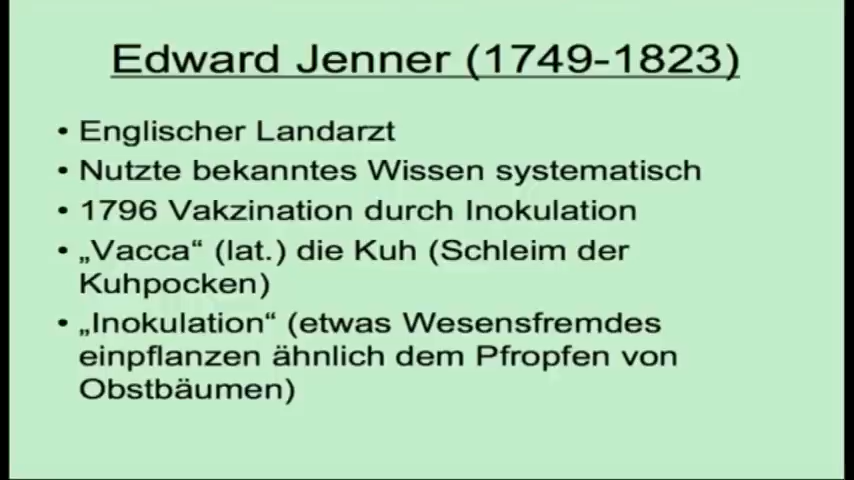 Edward Jenner (1749-1823)
• Englischer Landarzt
• Nutzte bekanntes Wissen systematisch
• 1796 Vakzination durch Inokulation
• „Vacca“ (lat.) die Kuh (Schleim der
Kuhpocken)
• „Inokulation“ (etwas Wesensfremdes
einpflanzen ähnlich dem Pfropfen von
Obstbäumen)